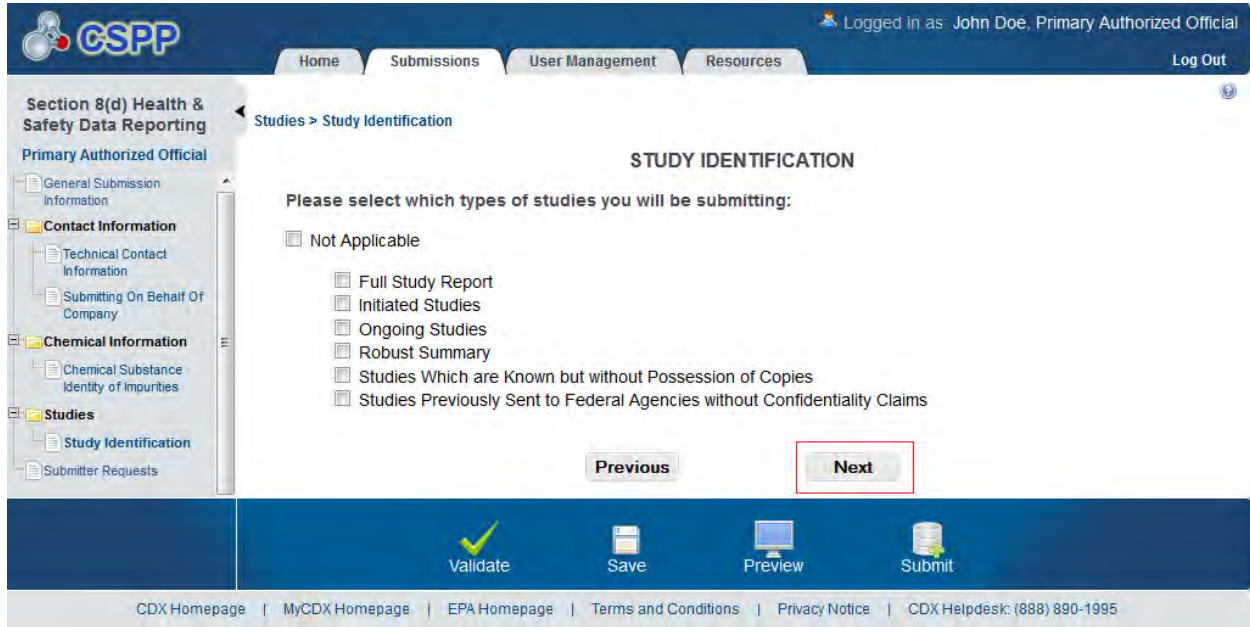 CSPP
Logged in as: John Doe, Primary Authorized Official
Home
Submissions
User Management
Resources
Log Out
Section 8(d) Health &
Safety Data Reporting
Primary Authorized Official
General Submission
Information
Contact Information
Technical Contact
Information
Submitting On Behalf Of
Company
Chemical Information
Chemical Substance
Identity of Impurities
Studies
Study Identification
Submitter Requests
Studies > Study Identification
STUDY IDENTIFICATION
Please select which types of studies you will be submitting:
Not Applicable
Full Study Report
Initiated Studies
Ongoing Studies
Robust Summary
Studies Which are Known but without Possession of Copies
Studies Previously Sent to Federal Agencies without Confidentiality Claims
Previous
Next
Validate
Save
Preview
Submit
CDX Homepage | MyCDX Homepage | EPA Homepage | Terms and Conditions | Privacy Notice | CDX Helpdesk: (888) 890-1995